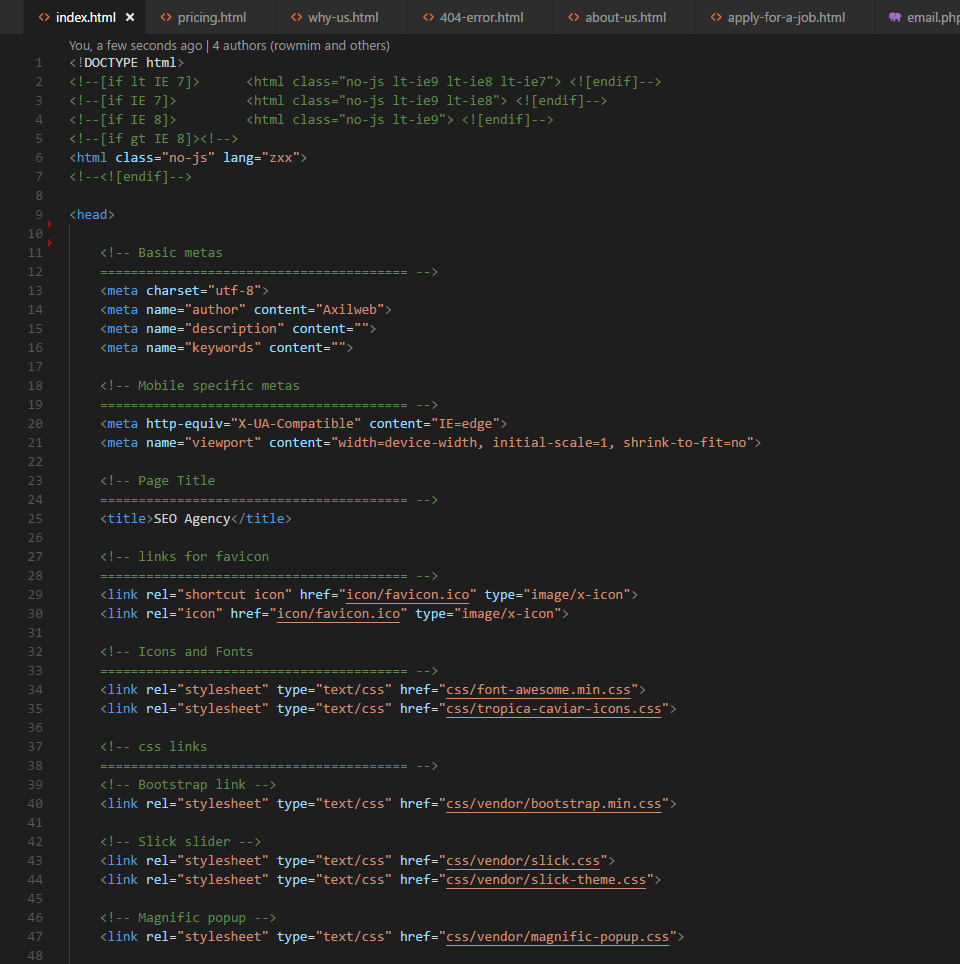 index.html × pricing.html why-us.html 404-error.html about-us.html apply-for-a-job.html email.php
You, a few seconds ago | 4 authors (rowmim and others)
1 <!DOCTYPE html>
2 <!--[if lt IE 7]>      <html class="no-js lt-ie9 lt-ie8 lt-ie7"> <![endif]-->
3 <!--[if IE 7]>         <html class="no-js lt-ie9 lt-ie8"> <![endif]-->
4 <!--[if IE 8]>         <html class="no-js lt-ie9"> <![endif]-->
5 <!--[if gt IE 8]><!-->
6 <html class="no-js" lang="zxx">
7 <!--<![endif]-->
8
9 <head>
10
11     <!-- Basic metas
12     ======================================== -->
13     <meta charset="utf-8">
14     <meta name="author" content="Axilweb">
15     <meta name="description" content="">
16     <meta name="keywords" content="">
17
18     <!-- Mobile specific metas
19     ======================================== -->
20     <meta http-equiv="X-UA-Compatible" content="IE=edge">
21     <meta name="viewport" content="width=device-width, initial-scale=1, shrink-to-fit=no">
22
23     <!-- Page Title
24     ======================================== -->
25     <title>SEO Agency</title>
26
27     <!-- links for favicon
28     ======================================== -->
29     <link rel="shortcut icon" href="icon/favicon.ico" type="image/x-icon">
30     <link rel="icon" href="icon/favicon.ico" type="image/x-icon">
31
32     <!-- Icons and Fonts
33     ======================================== -->
34     <link rel="stylesheet" type="text/css" href="css/font-awesome.min.css">
35     <link rel="stylesheet" type="text/css" href="css/tropica-caviar-icons.css">
36
37     <!-- css links
38     ======================================== -->
39     <!-- Bootstrap link -->
40     <link rel="stylesheet" type="text/css" href="css/vendor/bootstrap.min.css">
41
42     <!-- Slick slider -->
43     <link rel="stylesheet" type="text/css" href="css/vendor/slick.css">
44     <link rel="stylesheet" type="text/css" href="css/vendor/slick-theme.css">
45
46     <!-- Magnific popup -->
47     <link rel="stylesheet" type="text/css" href="css/vendor/magnific-popup.css">
48